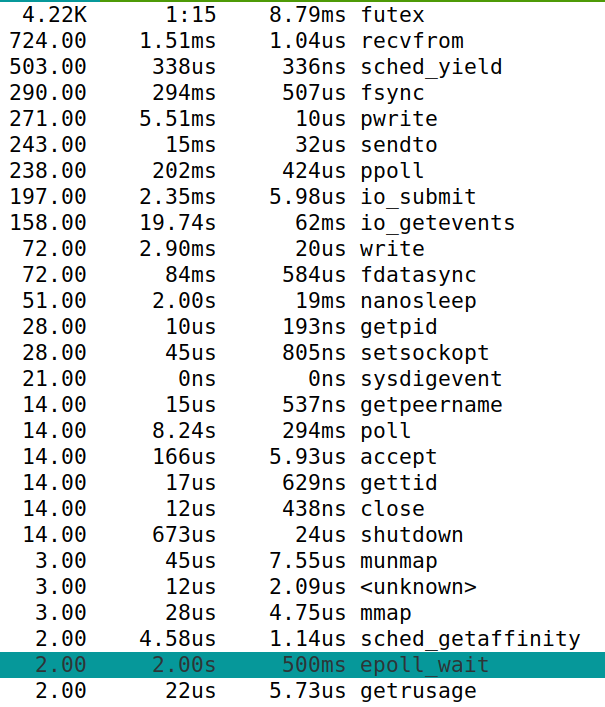 4.22K 1:15 8.79ms futex
724.00 1.51ms 1.04us recvfrom
503.00 338us 336ns sched_yield
290.00 294ms 507us fsync
271.00 5.51ms 10us pwrite
243.00 15ms 32us sendto
238.00 202ms 424us ppoll
197.00 2.35ms 5.98us io_submit
158.00 19.74s 62ms io_getevents
72.00 2.90ms 20us write
72.00 84ms 584us fdatasync
51.00 2.00s 19ms nanosleep
28.00 10us 193ns getpid
28.00 45us 805ns setsockopt
21.00 0ns 0ns sysdigevent
14.00 15us 537ns getpeername
14.00 8.24s 294ms poll
14.00 166us 5.93us accept
14.00 17us 629ns gettid
14.00 12us 438ns close
14.00 673us 24us shutdown
3.00 45us 7.55us munmap
3.00 12us 2.09us <unknown>
3.00 28us 4.75us mmap
2.00 4.58us 1.14us sched_getaffinity
2.00 2.00s 500ms epoll_wait
2.00 22us 5.73us getrusage